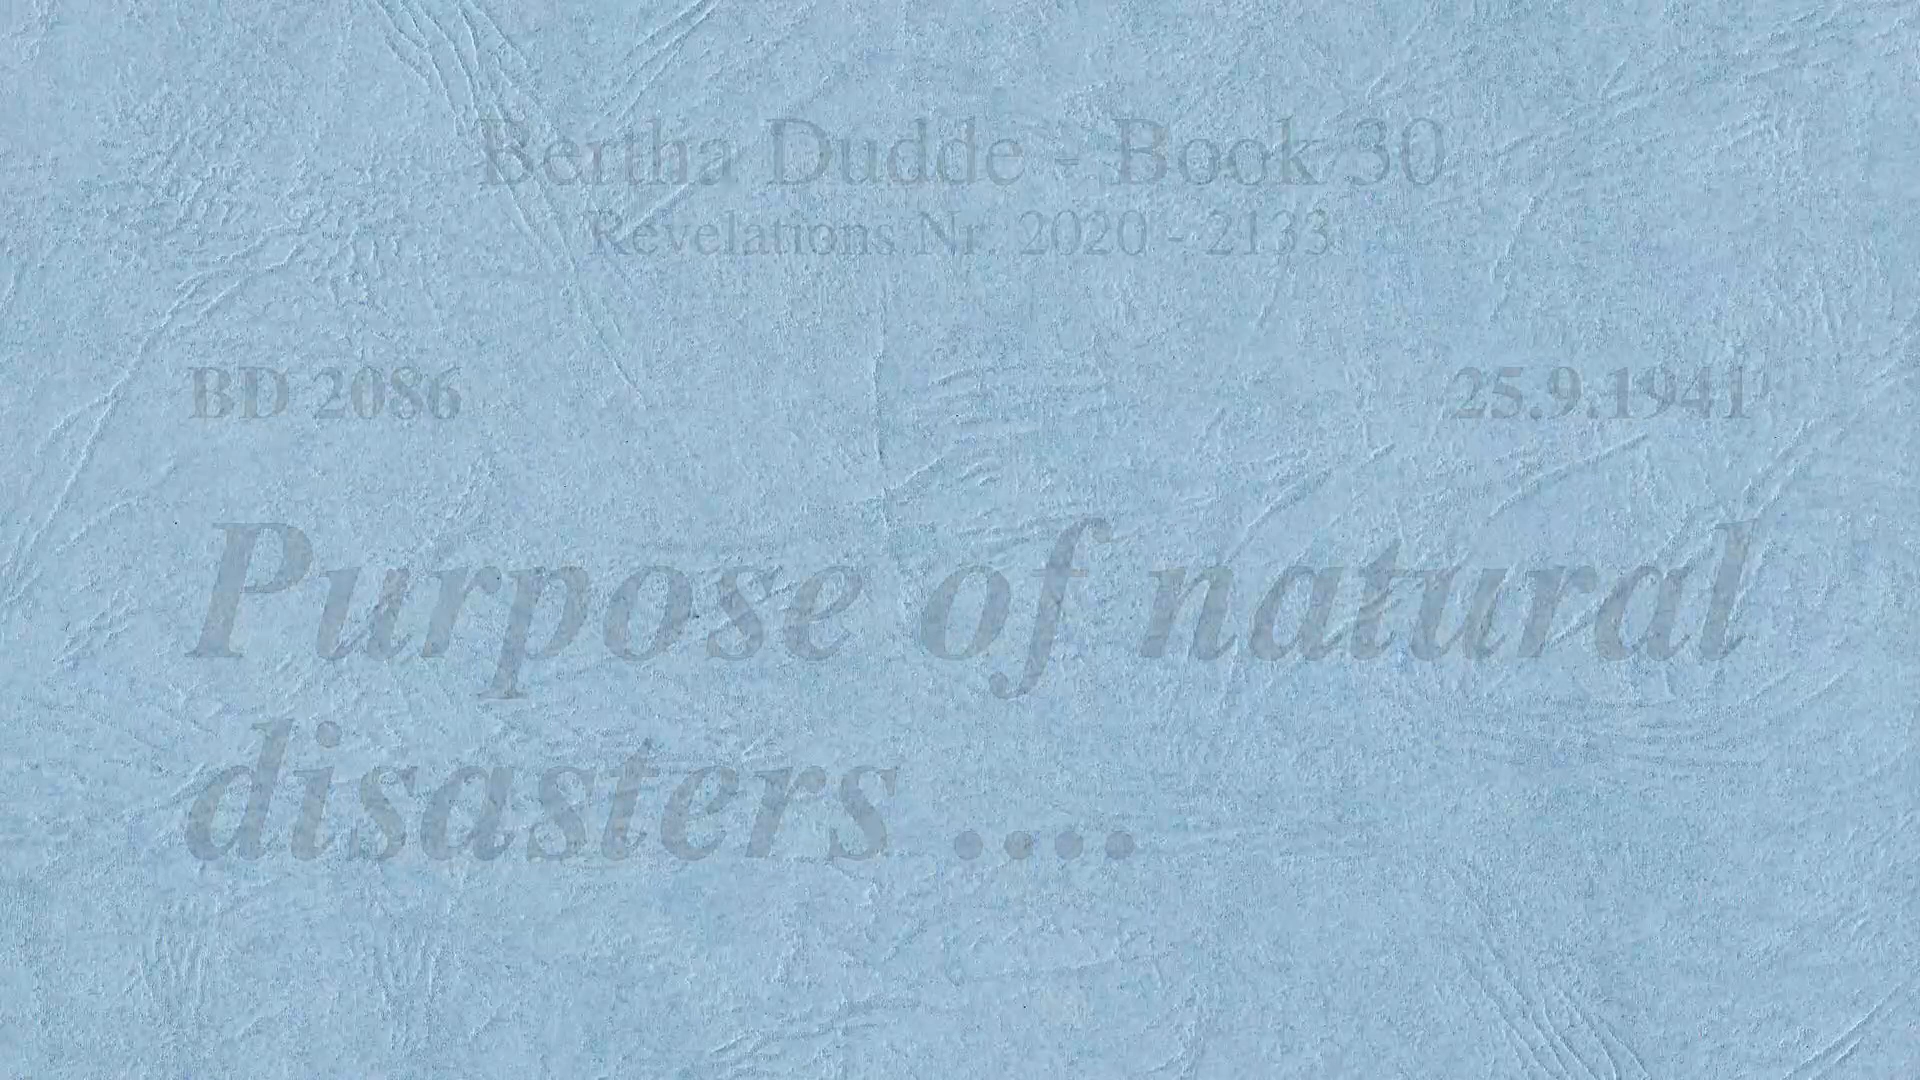 Bertha Dudde - Book 30
Revelations Nr. 2020 - 2133
BD 2086
25.9.1941
Purpose of natural
disasters ....